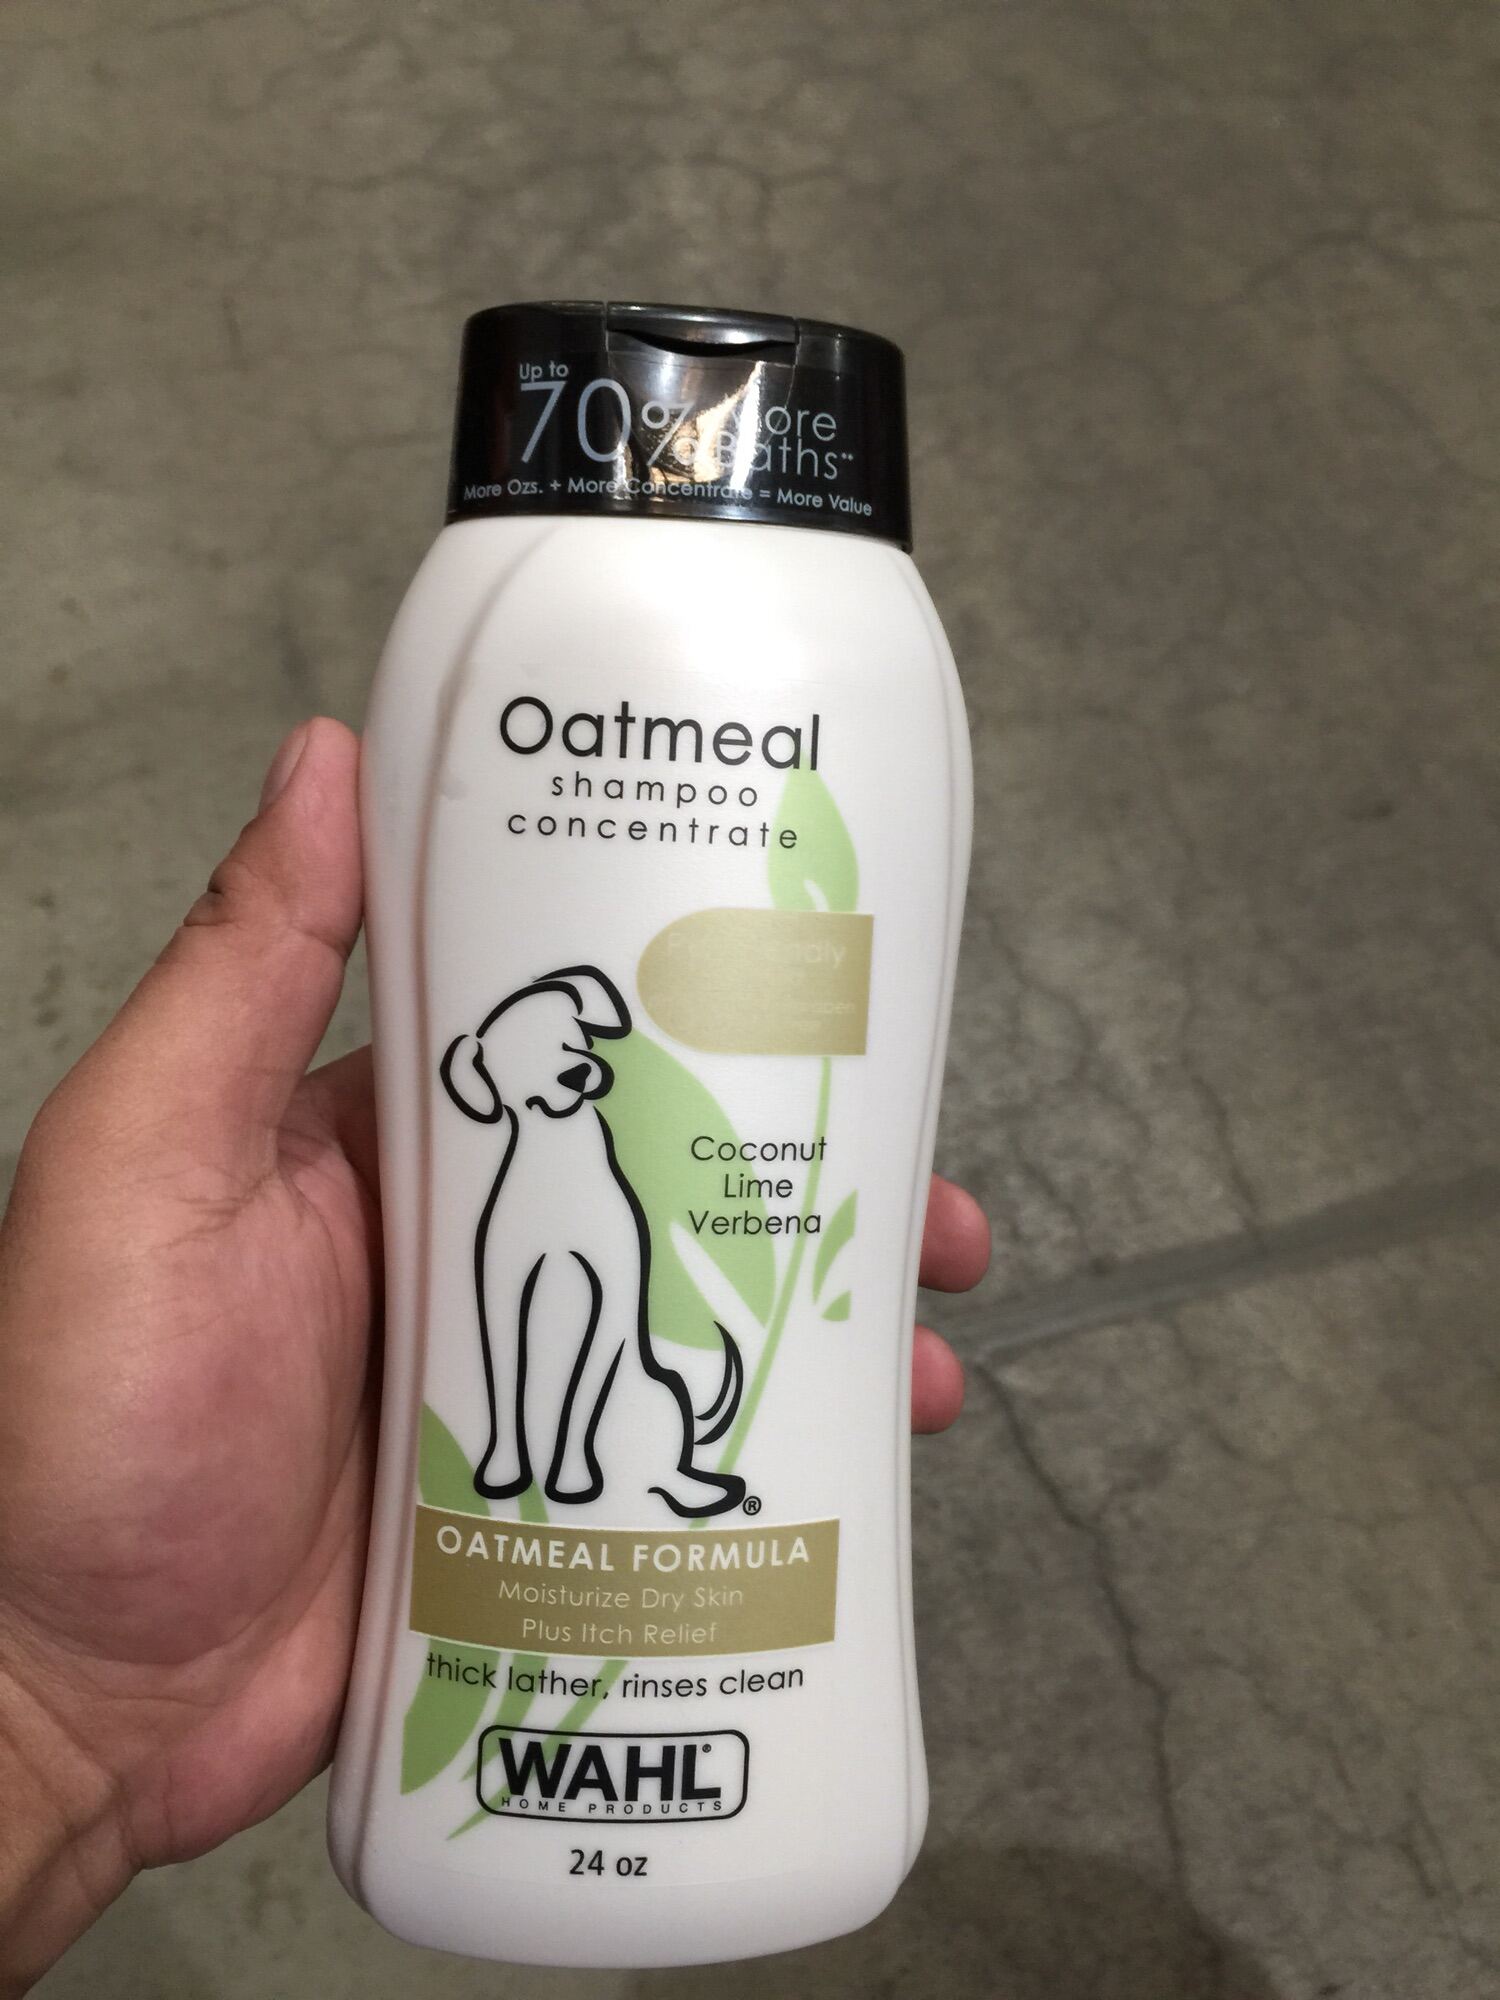 Up to
70% More
Baths**
More Ozs. + More Concentrate = More Value
Oatmeal
shampoo
concentrate
Coconut
Lime
Verbena
®
OATMEAL FORMULA
Moisturize Dry Skin
Plus Itch Relief
thick lather, rinses clean
WAHL®
HOME PRODUCTS
24 oz